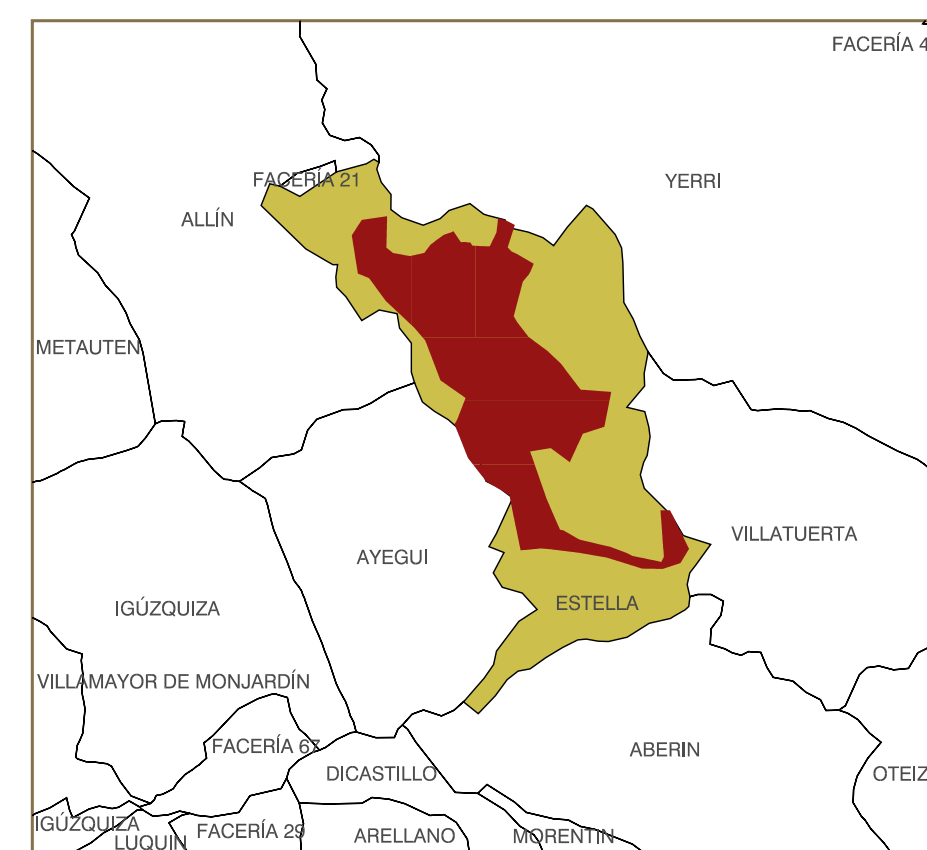 FACERÍA 4
FACERÍA 21
YERRI
ALLÍN
METAUTEN
VILLATUERTA
AYEGUI
ESTELLA
IGÚZQUIZA
VILLAMAYOR DE MONJARDÍN
FACERÍA 67
ABERIN
DICASTILLO
OTEIZ
IGÚZQUIZA
FACERÍA 29
LUQUIN
ARELLANO
MORENTIN